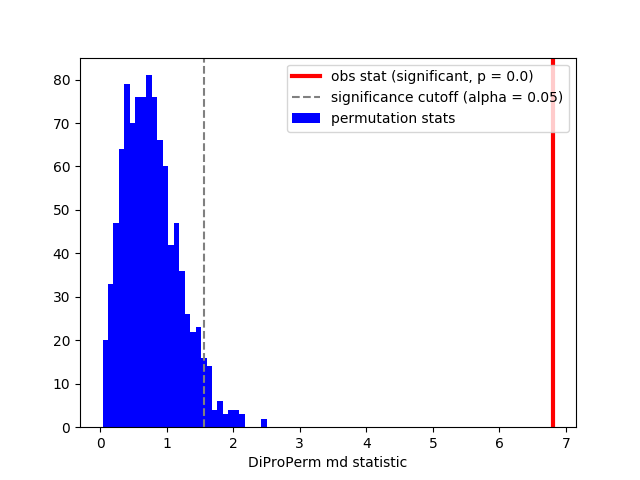 obs stat (significant, p = 0.0)
significance cutoff (alpha = 0.05)
permutation stats
80
70
60
50
40
30
20
10
0
0 1 2 3 4 5 6 7
DiProPerm md statistic